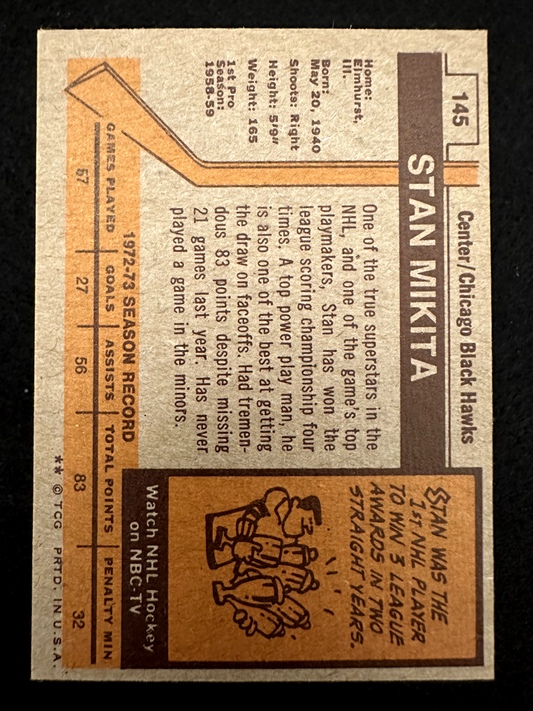 145
Center/Chicago Black Hawks
STAN MIKITA
Home:
Elmhurst,
Ill.
Born:
May 20, 1940
Shoots: Right
Height: 5'9"
Weight: 165
1st Pro
Season:
1958-59
One of the true superstars in the
NHL, and one of the game's top
playmakers, Stan has won the
league scoring championship four
times. A top power play man, he
is also one of the best at getting
the draw on faceoffs. Had tremen-
dous 83 points despite missing
21 games last year. Has never
played a game in the minors.
STAN WAS THE
1ST NHL PLAYER
TO WIN 3 LEAGUE
AWARDS IN TWO
STRAIGHT YEARS.
Watch NHL Hockey
on NBC-TV
1972-73 SEASON RECORD
GAMES PLAYED GOALS ASSISTS TOTAL POINTS PENALTY MIN
57 27 56 83 32
** © TCG PRTD. IN U.S.A.